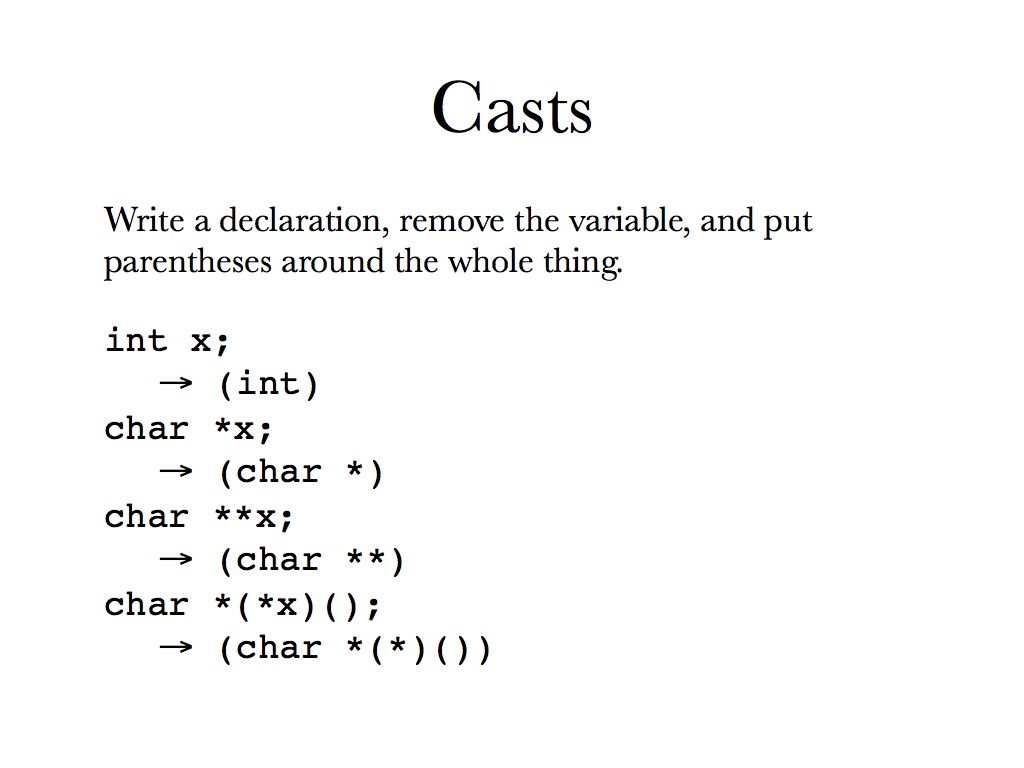 Casts
Write a declaration, remove the variable, and put
parentheses around the whole thing.
int x;
→ (int)
char *x;
→ (char *)
char **x;
→ (char **)
char *(*x)();
→ (char *(*)())